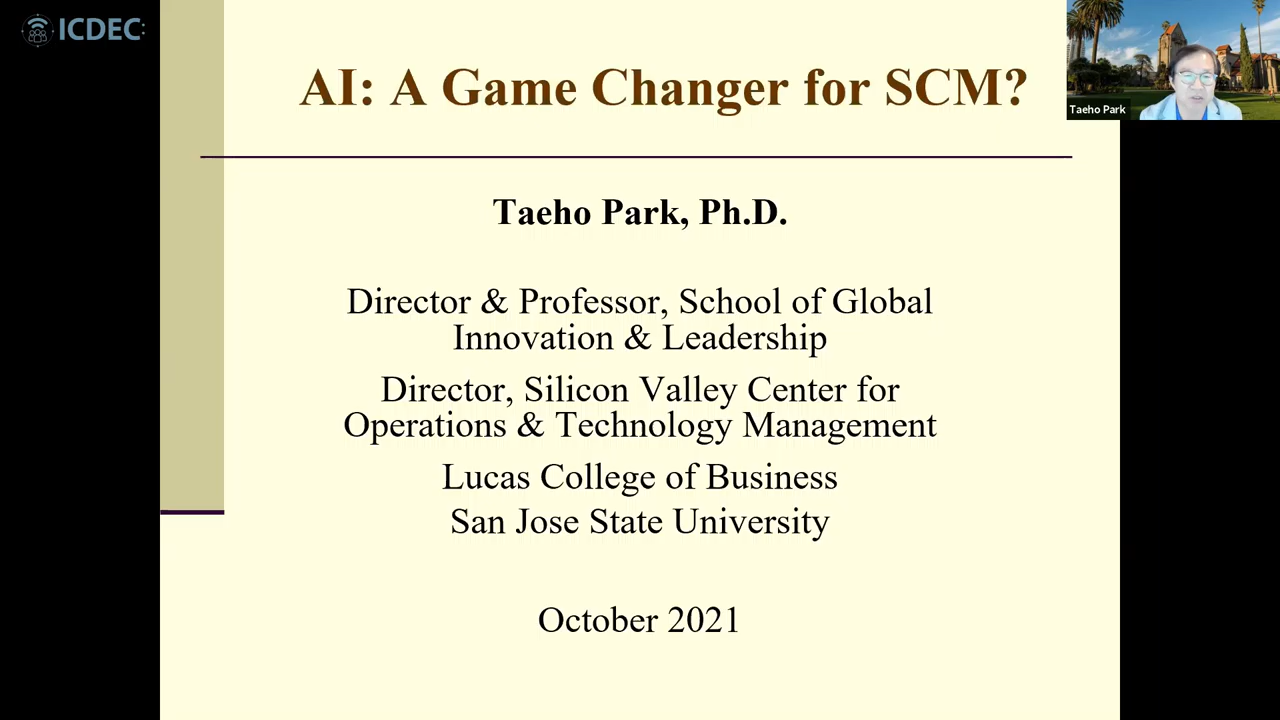 ICDEC:
AI: A Game Changer for SCM?
Taeho Park
Taeho Park, Ph.D.
Director & Professor, School of Global
Innovation & Leadership
Director, Silicon Valley Center for
Operations & Technology Management
Lucas College of Business
San Jose State University
October 2021